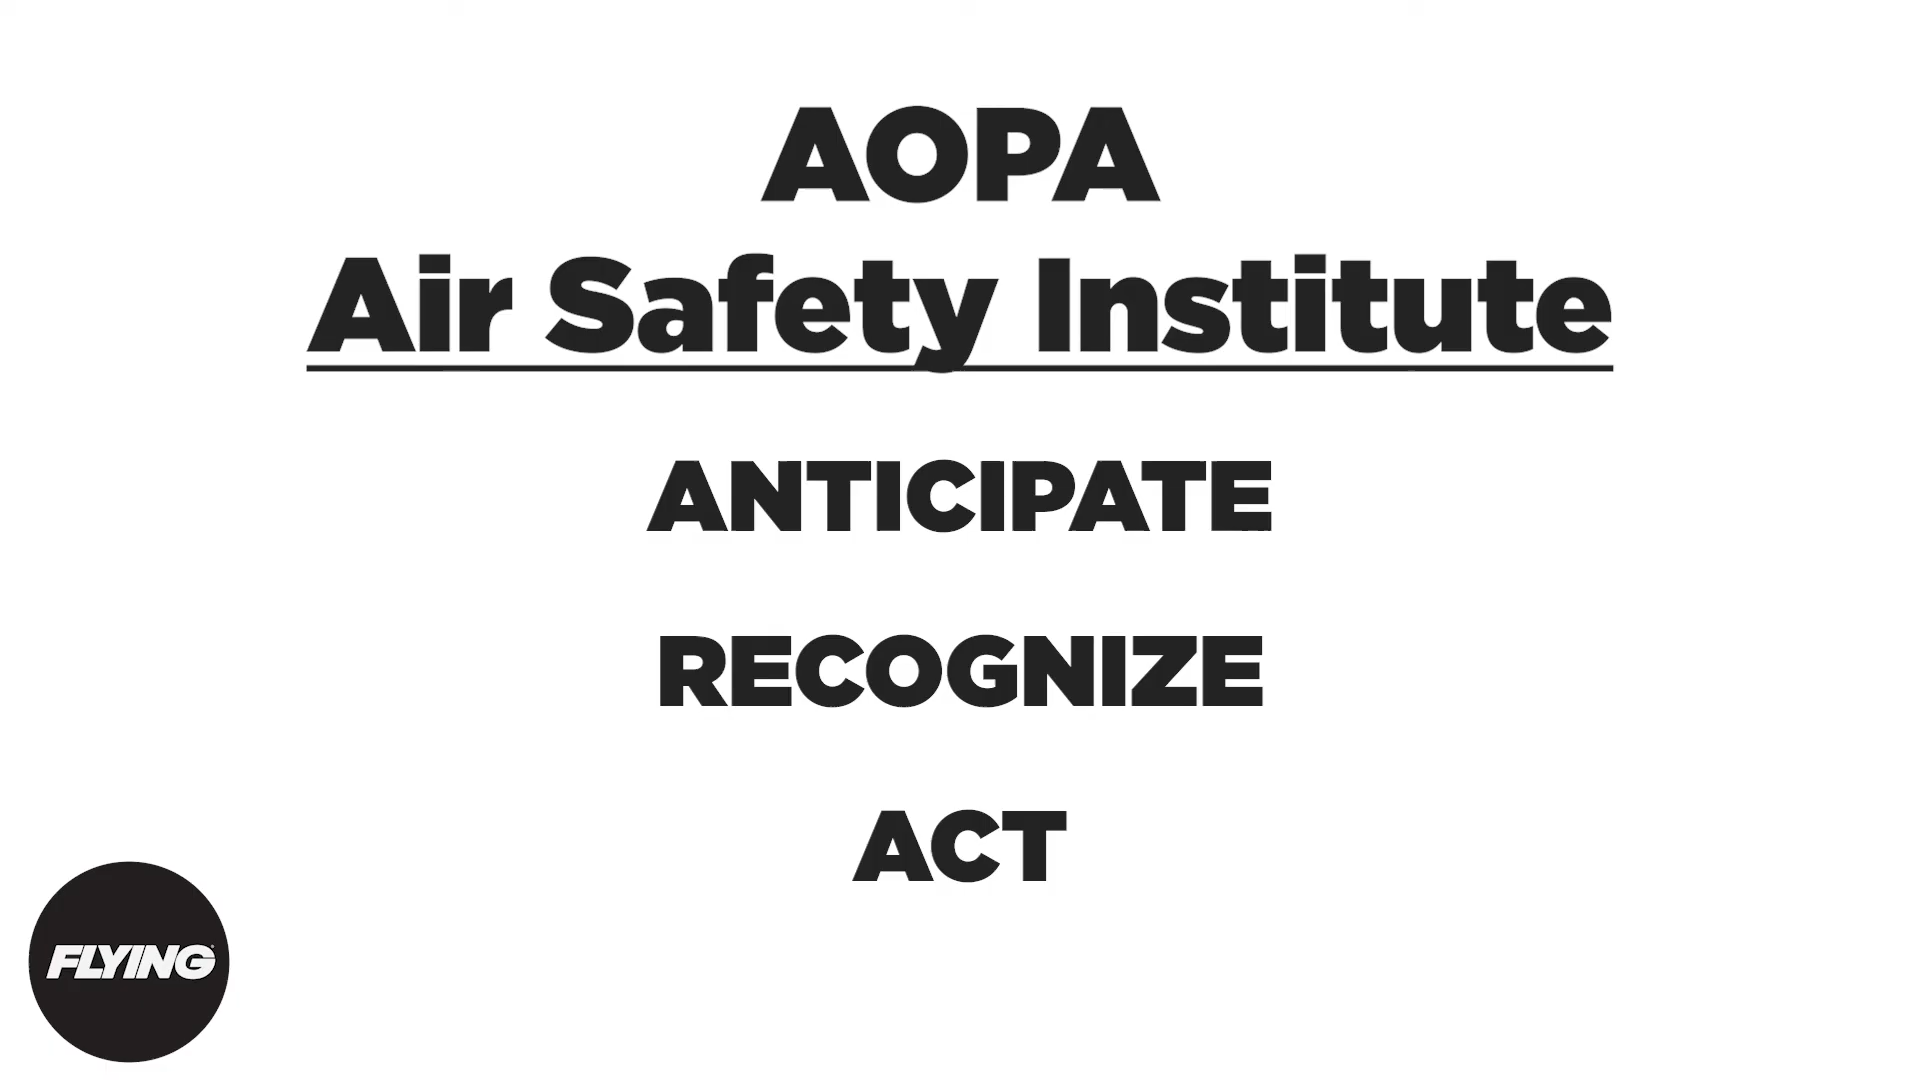 AOPA
Air Safety Institute
ANTICIPATE
RECOGNIZE
ACT
FLYING